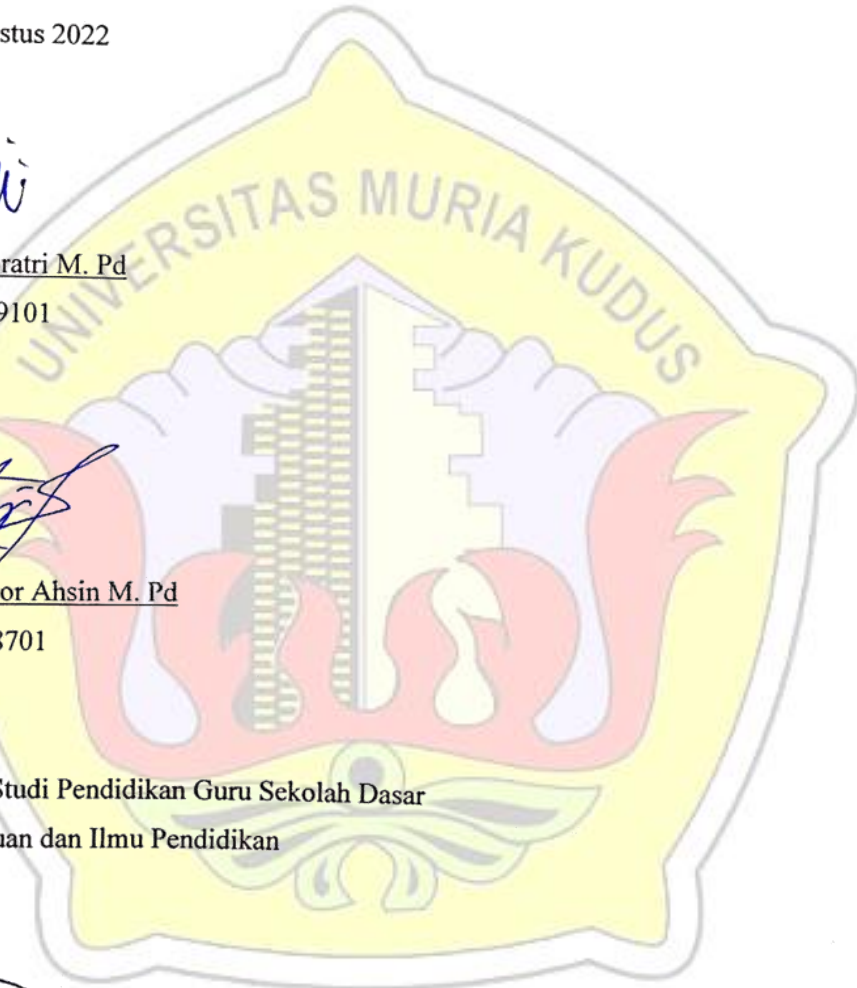 stus 2022
UNIVERSITAS MURIA KUDUS
ratri M. Pd
9101
or Ahsin M. Pd
8701
Studi Pendidikan Guru Sekolah Dasar
uan dan Ilmu Pendidikan